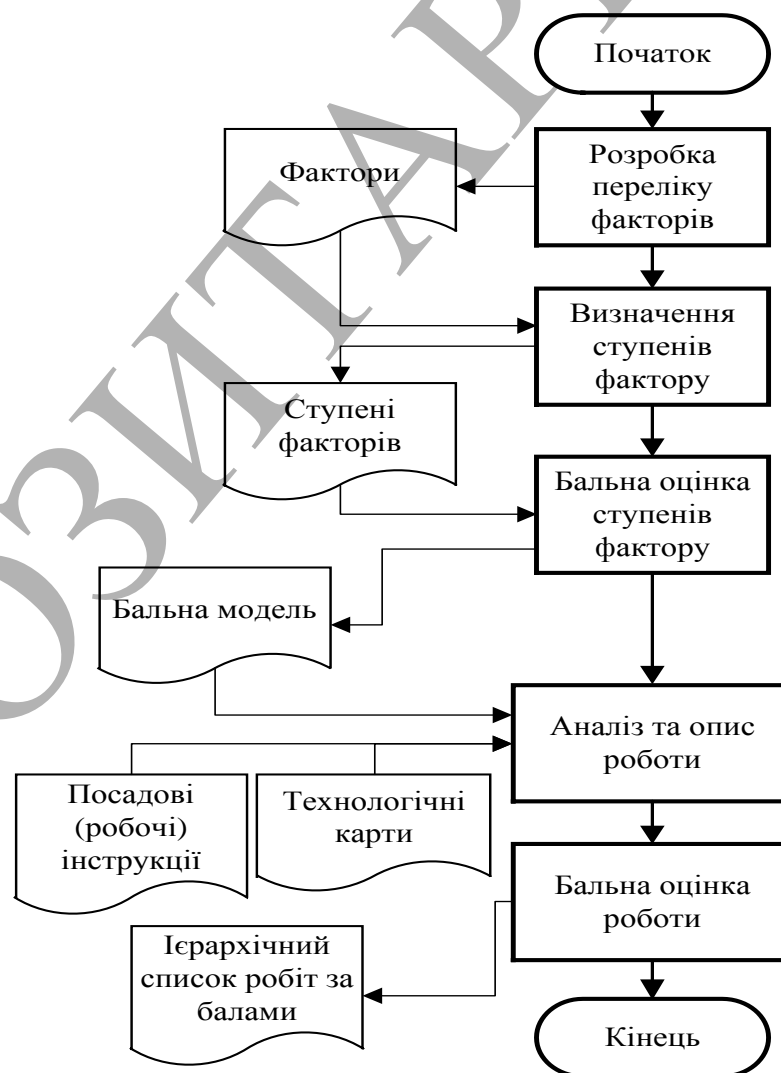 Початок
Фактори
Розробка
переліку
факторів
Визначення
ступенів
фактору
Ступені
факторів
Бальна оцінка
ступенів
фактору
Бальна модель
Аналіз та опис
роботи
Посадові
(робочі)
інструкції
Технологічні
карти
Бальна оцінка
роботи
Ієрархічний
список робіт за
балами
Кінець